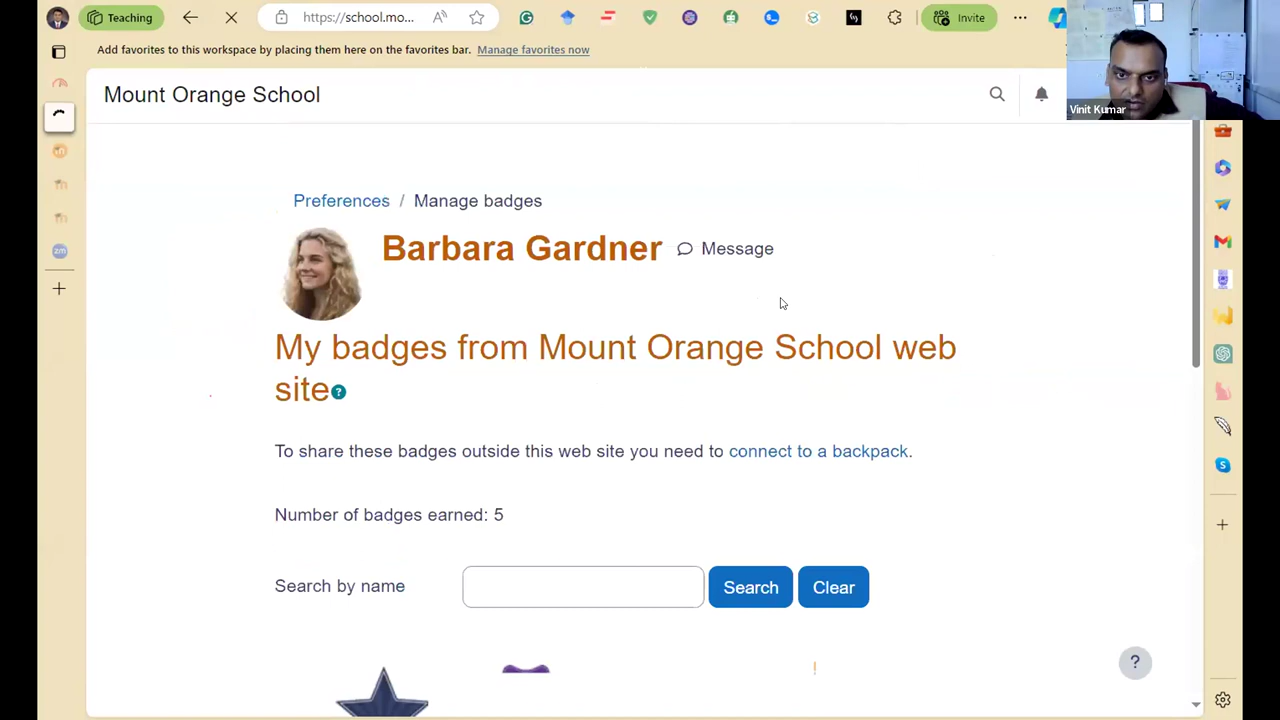 Teaching
https://school.mo...
Invite
Add favorites to this workspace by placing them here on the favorites bar. Manage favorites now
Vinit Kumar
Mount Orange School
Preferences / Manage badges
Barbara Gardner
Message
My badges from Mount Orange School web
site
?
To share these badges outside this web site you need to connect to a backpack.
Number of badges earned: 5
Search by name
Search
Clear
?
zm